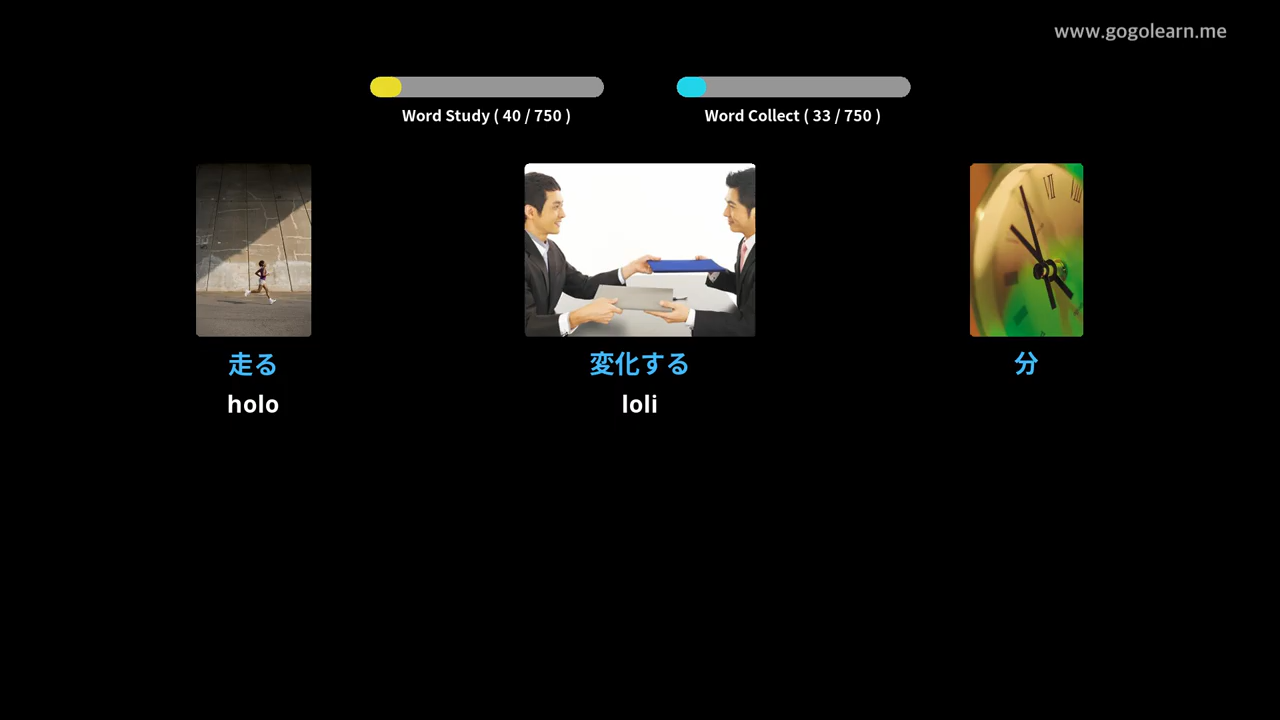 www.gogolearn.me
Word Study ( 40 / 750 )
Word Collect ( 33 / 750 )
走る
変化する
分
holo
loli